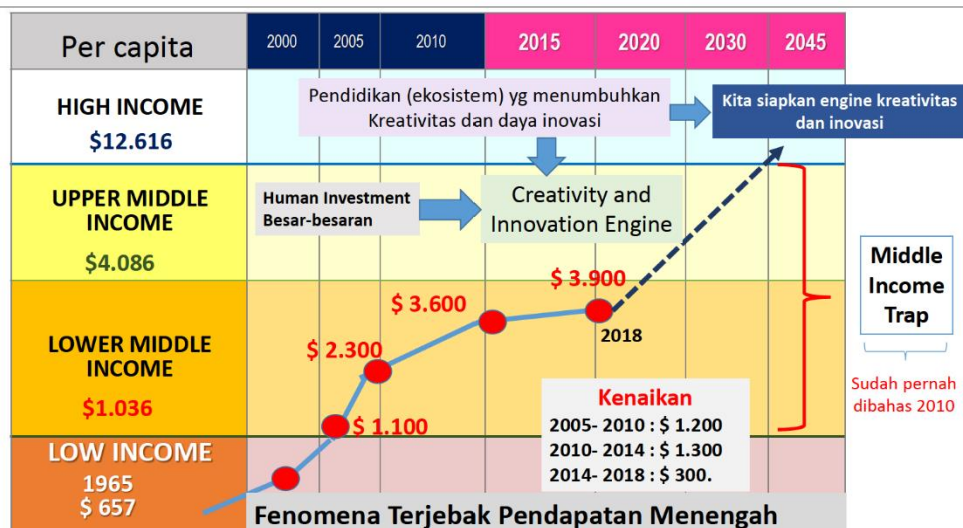 Per capita
2000
2005
2010
2015
2020
2030
2045
HIGH INCOME
$12.616
Pendidikan (ekosistem) yg menumbuhkan
Kreativitas dan daya inovasi
Kita siapkan engine kreativitas
dan inovasi
UPPER MIDDLE
INCOME
$4.086
Human Investment
Besar-besaran
Creativity and
Innovation Engine
Middle
Income
Trap
Sudah pernah
dibahas 2010
LOWER MIDDLE
INCOME
$1.036
$ 3.900
$ 3.600
2018
$ 2.300
$ 1.100
Kenaikan
2005- 2010 : $ 1.200
2010- 2014 : $ 1.300
2014- 2018 : $ 300.
LOW INCOME
1965
$ 657
Fenomena Terjebak Pendapatan Menengah